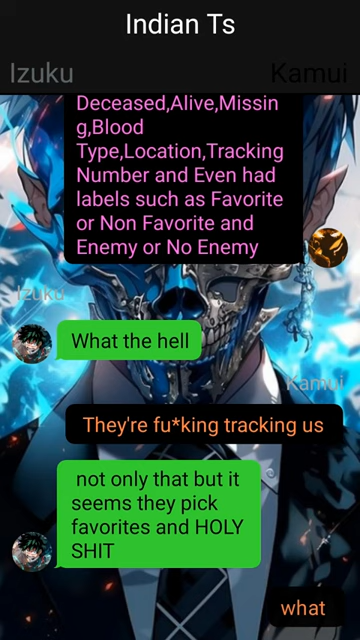 Indian Ts
Izuku
Kamui
Deceased,Alive,Missin
g,Blood
Type,Location,Tracking
Number and Even had
labels such as Favorite
or Non Favorite and
Enemy or No Enemy
Izuku
What the hell
Kamui
They're fu*king tracking us
not only that but it
seems they pick
favorites and HOLY
SHIT
what